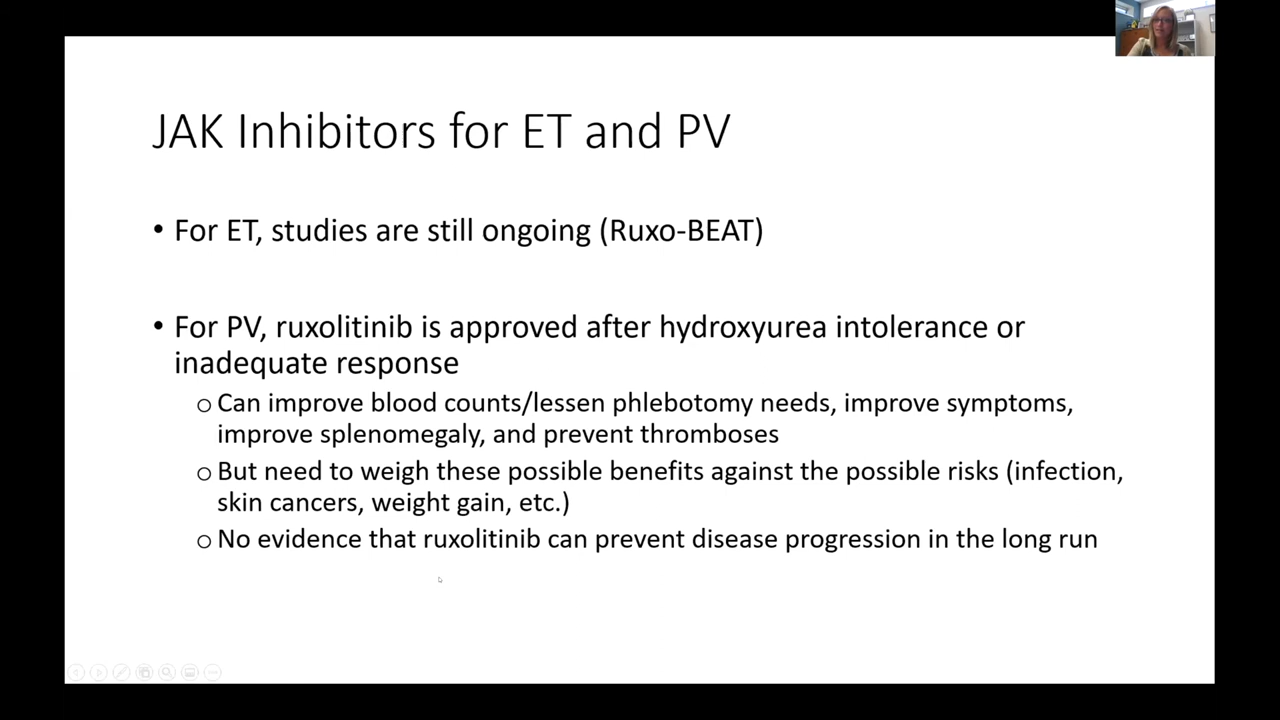 JAK Inhibitors for ET and PV
• For ET, studies are still ongoing (Ruxo-BEAT)
• For PV, ruxolitinib is approved after hydroxyurea intolerance or
inadequate response
o Can improve blood counts/lessen phlebotomy needs, improve symptoms,
improve splenomegaly, and prevent thromboses
o But need to weigh these possible benefits against the possible risks (infection,
skin cancers, weight gain, etc.)
o No evidence that ruxolitinib can prevent disease progression in the long run